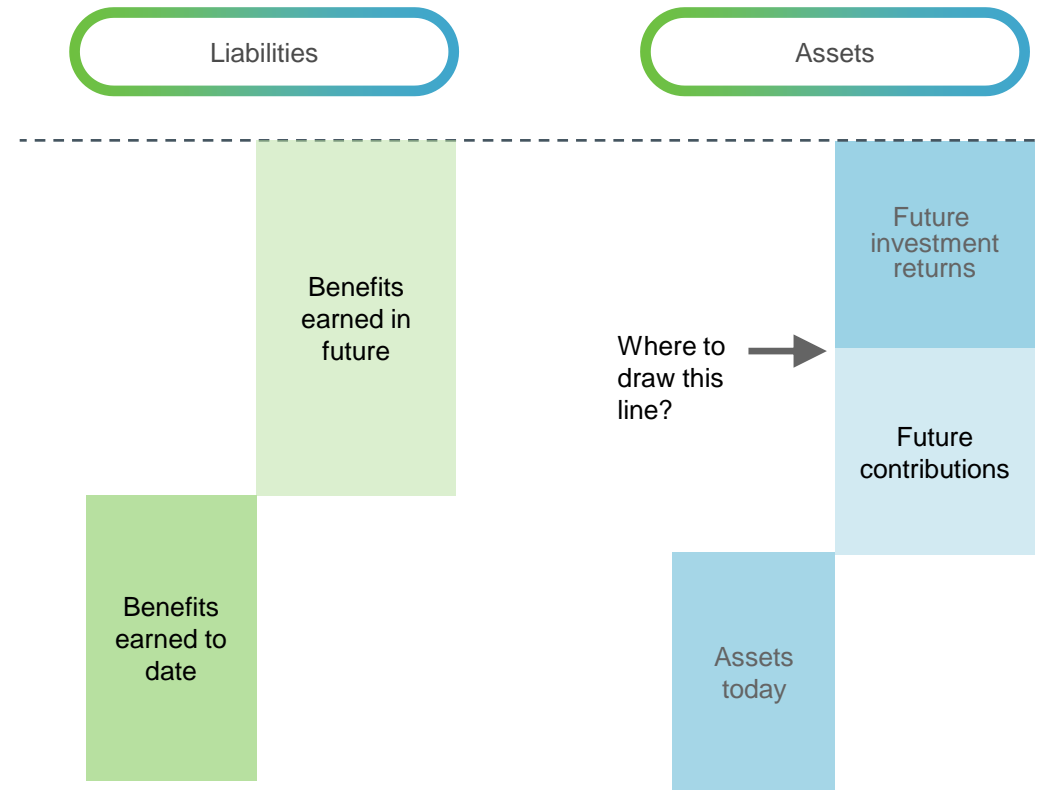 Liabilities
Assets
Benefits
earned in
future
Future
investment
returns
Where to
draw this
line?
Future
contributions
Benefits
earned to
date
Assets
today